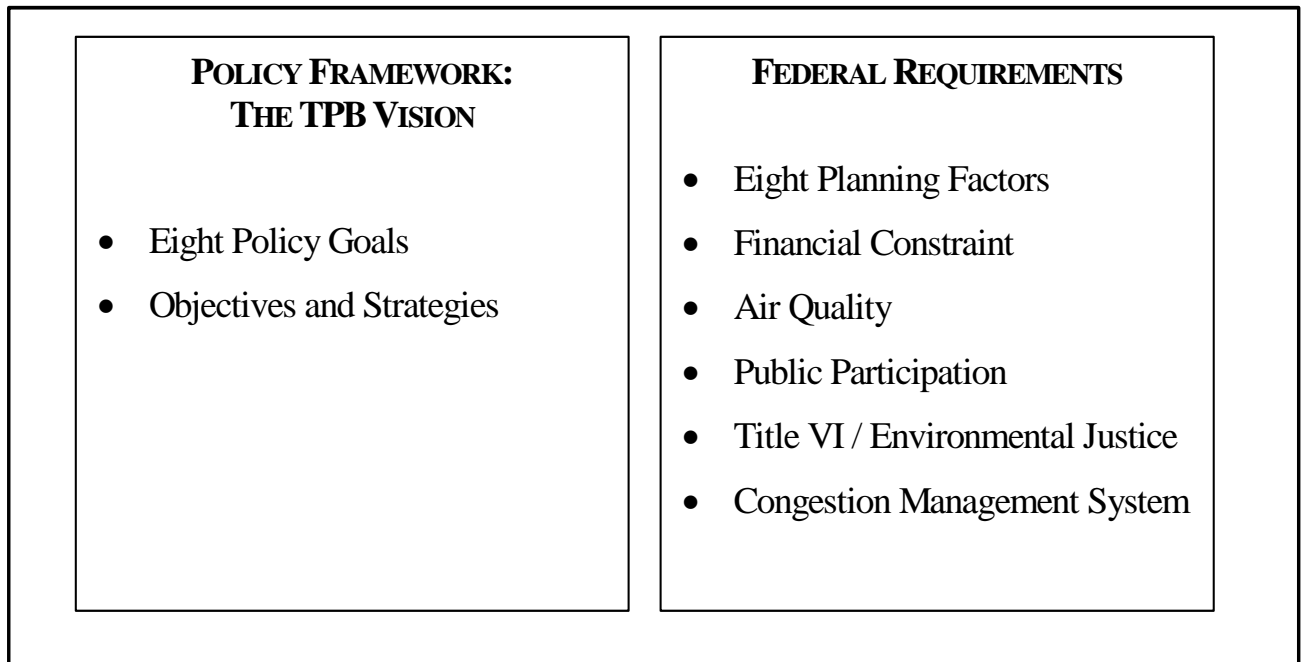 POLICY FRAMEWORK:
THE TPB VISION
• Eight Policy Goals
• Objectives and Strategies
FEDERAL REQUIREMENTS
• Eight Planning Factors
• Financial Constraint
• Air Quality
• Public Participation
• Title VI / Environmental Justice
• Congestion Management System